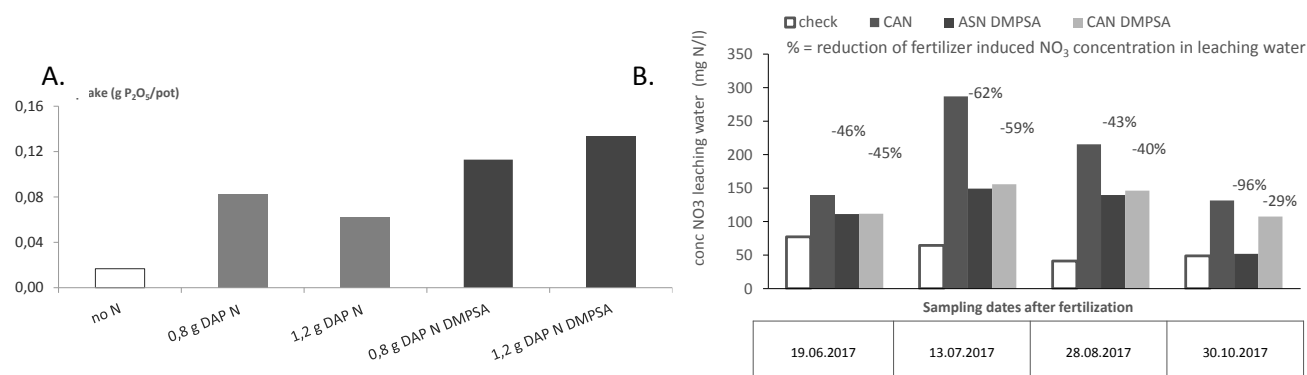 A.
ake (g P₂O₅/pot)
0,16
0,12
0,08
0,04
0,00
no N
0,8 g DAP N
1,2 g DAP N
0,8 g DAP N DMPSA
1,2 g DAP N DMPSA
B.
check CAN ASN DMPSA CAN DMPSA
% = reduction of fertilizer induced NO₃ concentration in leaching water
conc NO3 leaching water (mg N/l)
350
300
250
200
150
100
50
0
-46%
-45%
-62%
-59%
-43%
-40%
-96%
-29%
Sampling dates after fertilization
19.06.2017 13.07.2017 28.08.2017 30.10.2017